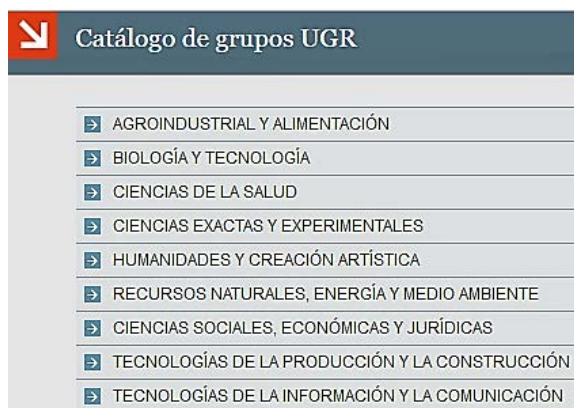 Catálogo de grupos UGR
AGROINDUSTRIAL Y ALIMENTACIÓN
BIOLOGÍA Y TECNOLOGÍA
CIENCIAS DE LA SALUD
CIENCIAS EXACTAS Y EXPERIMENTALES
HUMANIDADES Y CREACIÓN ARTÍSTICA
RECURSOS NATURALES, ENERGÍA Y MEDIO AMBIENTE
CIENCIAS SOCIALES, ECONÓMICAS Y JURÍDICAS
TECNOLOGÍAS DE LA PRODUCCIÓN Y LA CONSTRUCCIÓN
TECNOLOGÍAS DE LA INFORMACIÓN Y LA COMUNICACIÓN